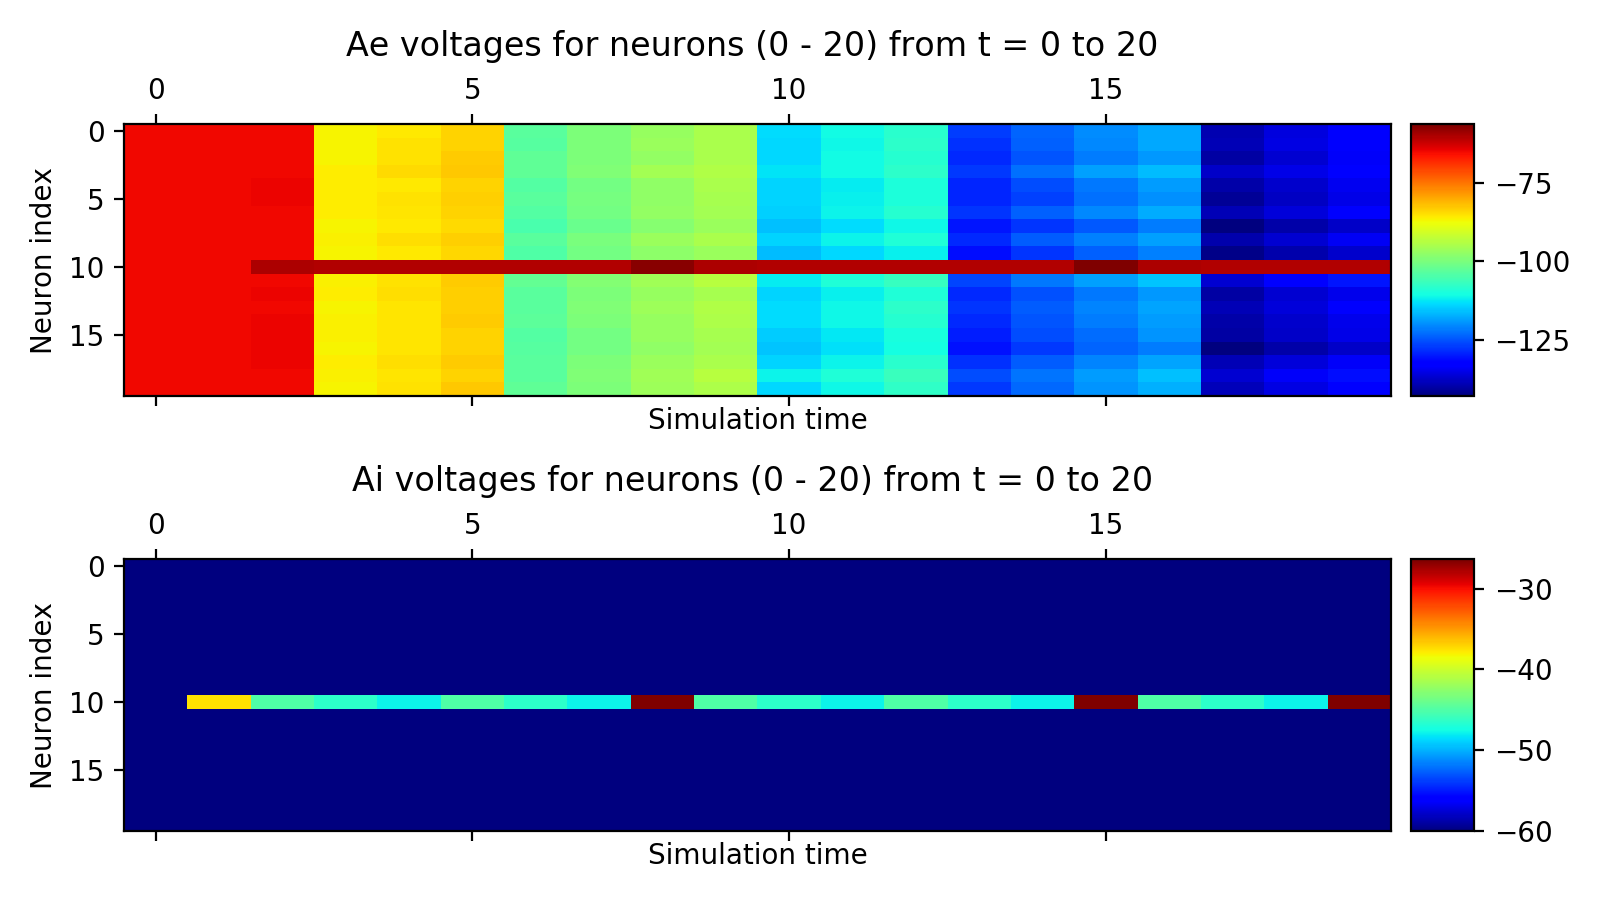 Ae voltages for neurons (0 - 20) from t = 0 to 20
0 5 10 15
Neuron index
0
5
10
15
Simulation time
−75
−100
−125
Ai voltages for neurons (0 - 20) from t = 0 to 20
0 5 10 15
Neuron index
0
5
10
15
Simulation time
−30
−40
−50
−60